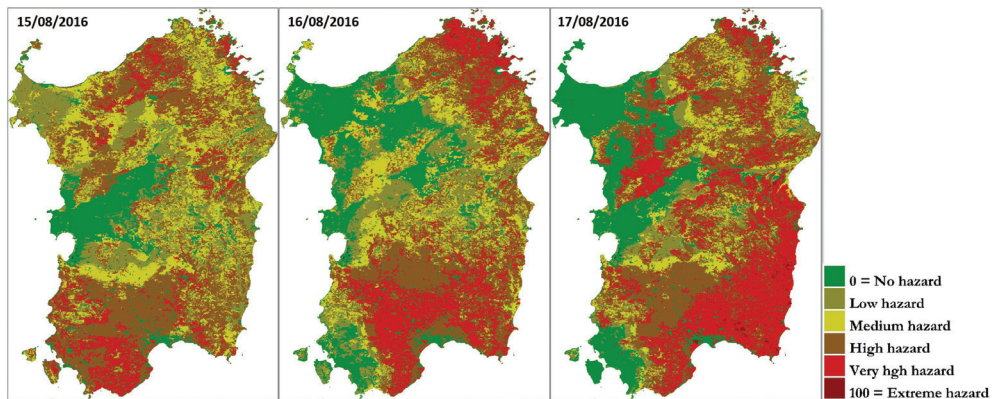 15/08/2016
16/08/2016
17/08/2016
0 = No hazard
Low hazard
Medium hazard
High hazard
Very hgh hazard
100 = Extreme hazard